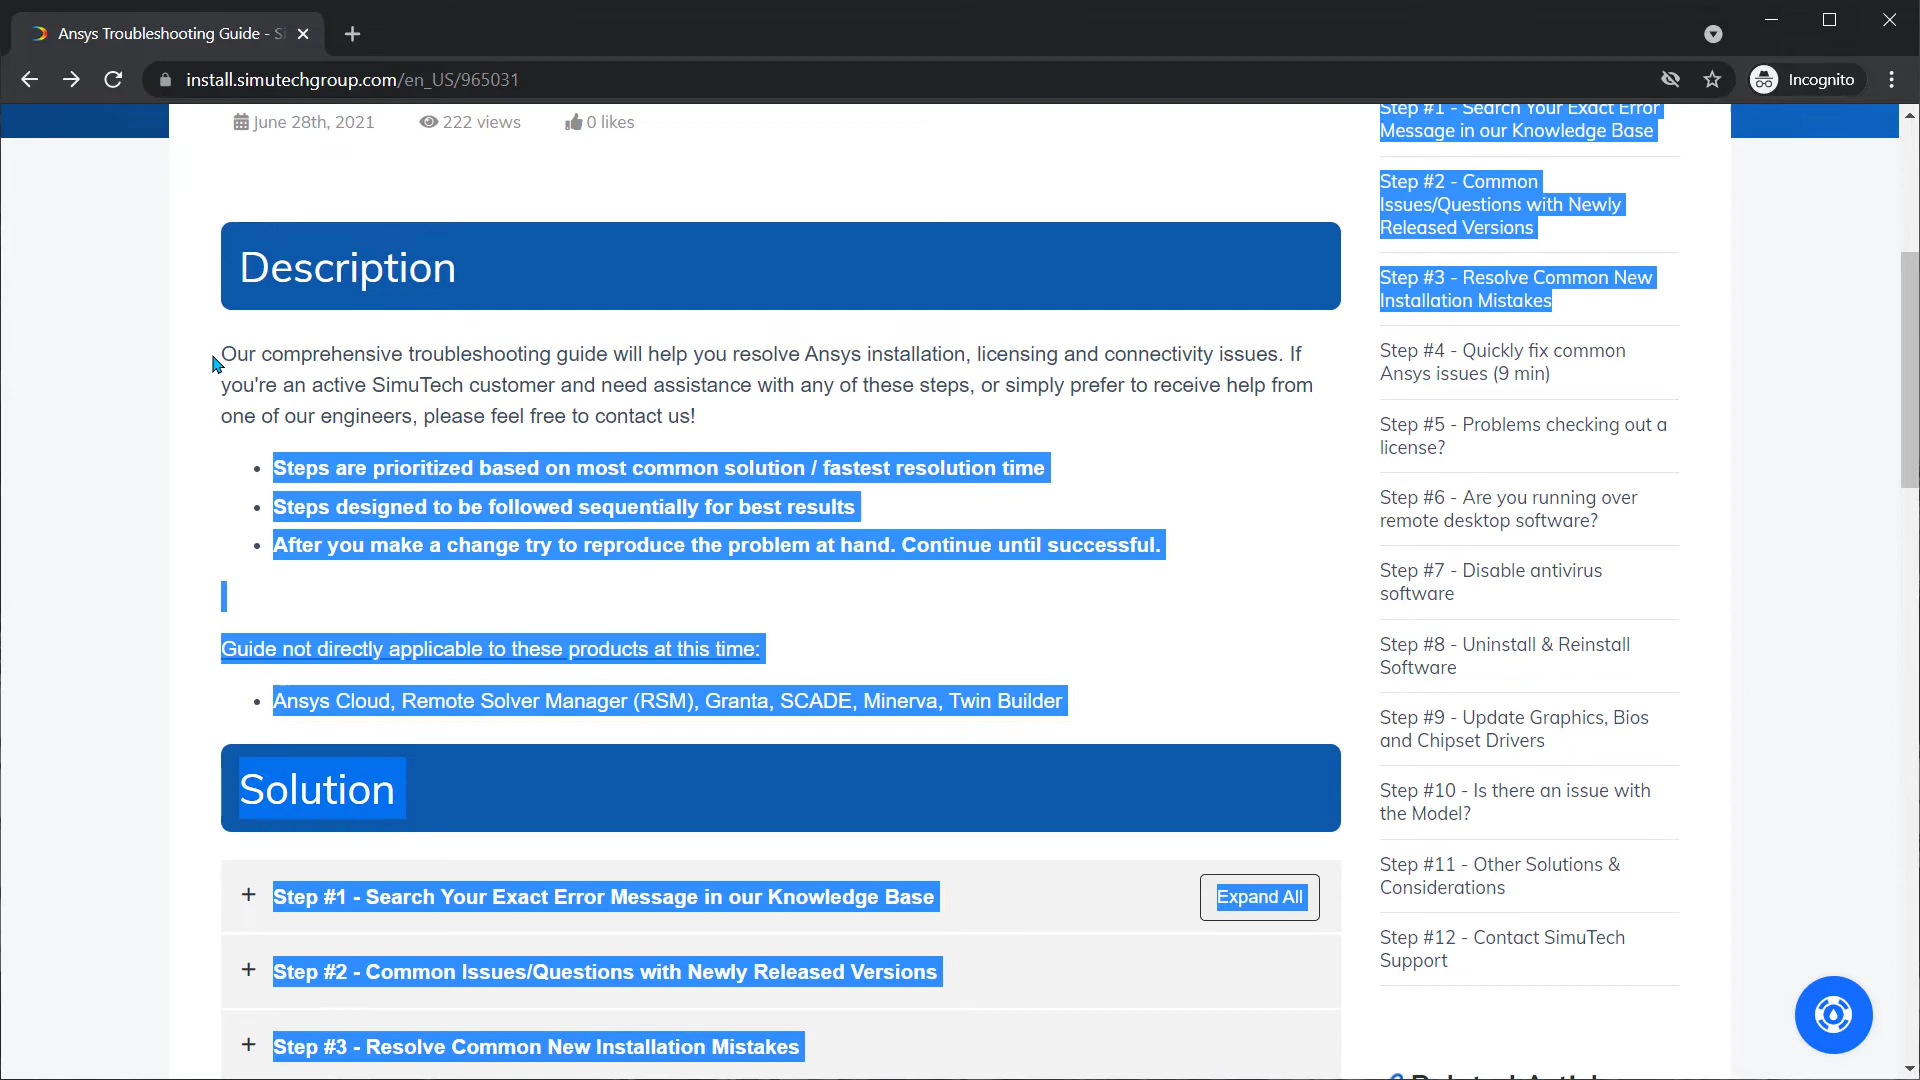 Ansys Troubleshooting Guide - Si
install.simutechgroup.com/en_US/965031
Incognito
June 28th, 2021 222 views 0 likes
Description
Our comprehensive troubleshooting guide will help you resolve Ansys installation, licensing and connectivity issues. If
you're an active SimuTech customer and need assistance with any of these steps, or simply prefer to receive help from
one of our engineers, please feel free to contact us!
• Steps are prioritized based on most common solution / fastest resolution time
• Steps designed to be followed sequentially for best results
• After you make a change try to reproduce the problem at hand. Continue until successful.
Guide not directly applicable to these products at this time:
• Ansys Cloud, Remote Solver Manager (RSM), Granta, SCADE, Minerva, Twin Builder
Solution
+ Step #1 - Search Your Exact Error Message in our Knowledge Base
Expand All
+ Step #2 - Common Issues/Questions with Newly Released Versions
+ Step #3 - Resolve Common New Installation Mistakes
Step #1 - Search Your Exact Error
Message in our Knowledge Base
Step #2 - Common
Issues/Questions with Newly
Released Versions
Step #3 - Resolve Common New
Installation Mistakes
Step #4 - Quickly fix common
Ansys issues (9 min)
Step #5 - Problems checking out a
license?
Step #6 - Are you running over
remote desktop software?
Step #7 - Disable antivirus
software
Step #8 - Uninstall & Reinstall
Software
Step #9 - Update Graphics, Bios
and Chipset Drivers
Step #10 - Is there an issue with
the Model?
Step #11 - Other Solutions &
Considerations
Step #12 - Contact SimuTech
Support